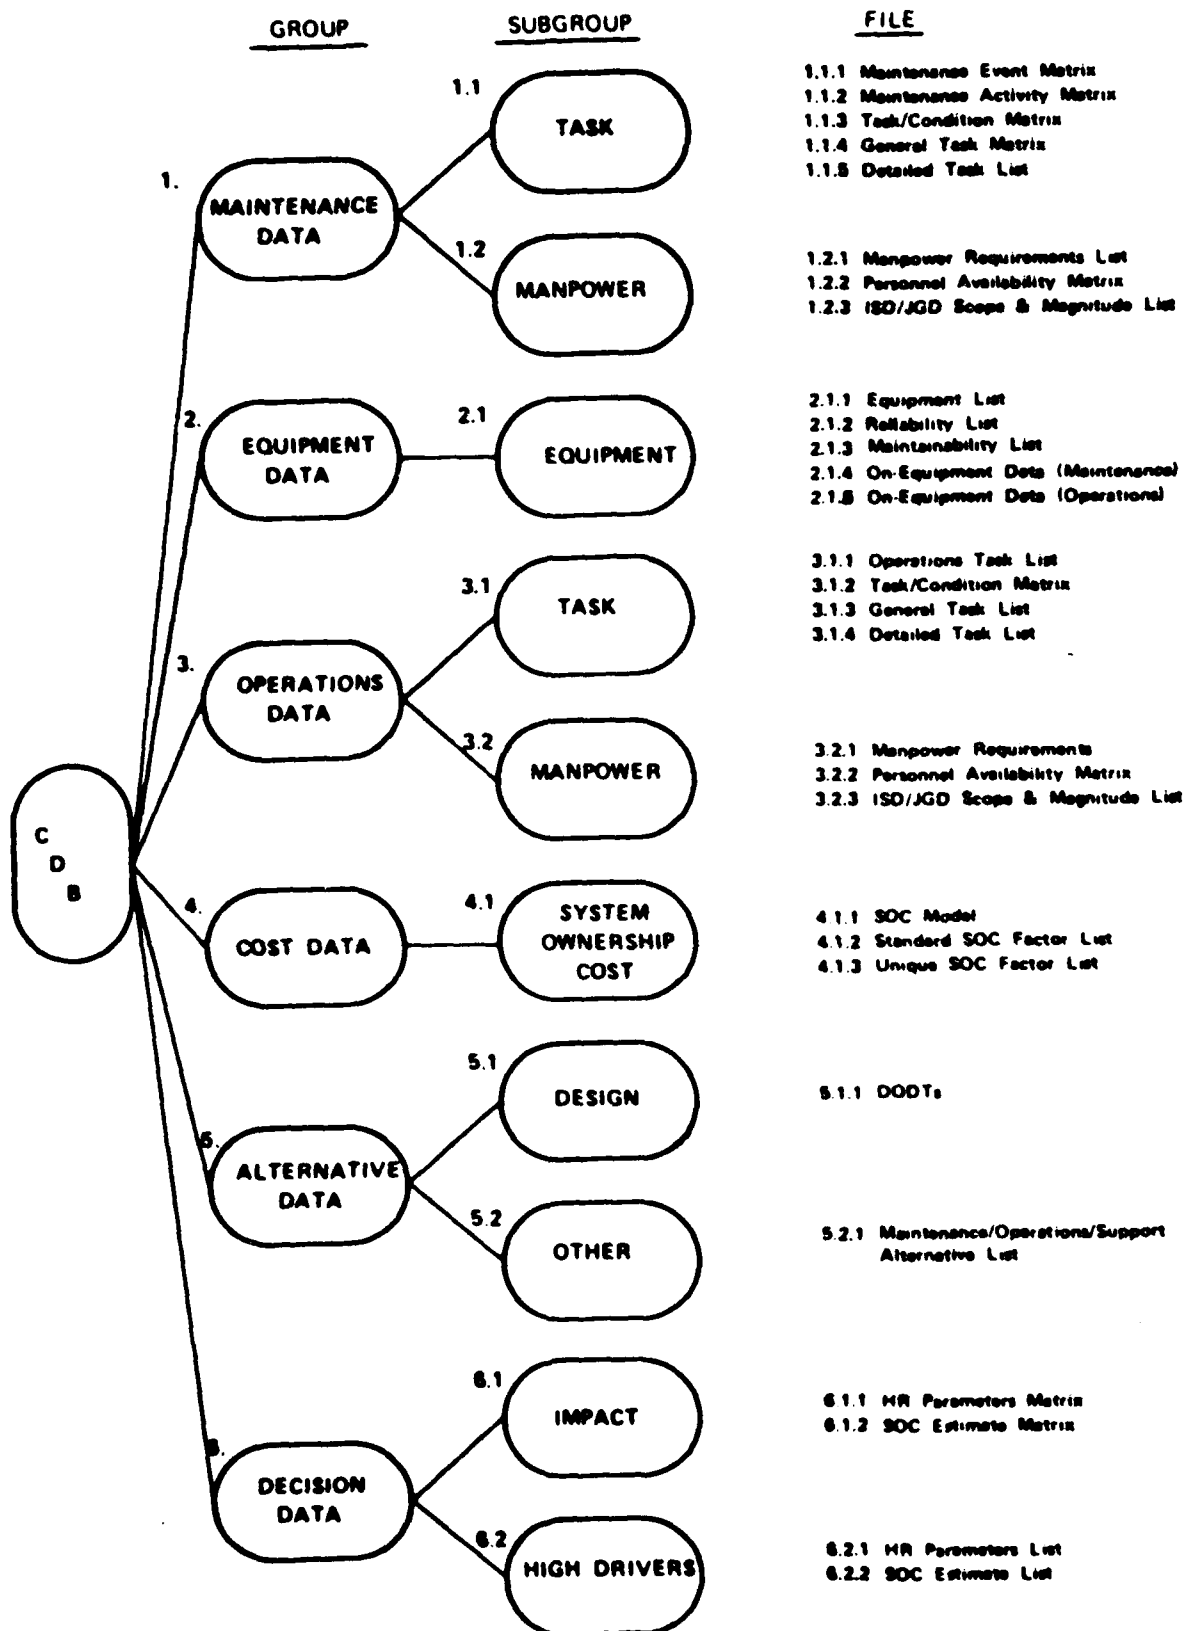 GROUP
SUBGROUP
FILE
1.
MAINTENANCE
DATA
1.1
TASK
1.1.1 Maintenance Event Matrix
1.1.2 Maintenance Activity Matrix
1.1.3 Task/Condition Matrix
1.1.4 General Task Matrix
1.1.5 Detailed Task List
1.2
MANPOWER
1.2.1 Manpower Requirements List
1.2.2 Personnel Availability Matrix
1.2.3 ISD/JGD Scope & Magnitude List
2.
EQUIPMENT
DATA
2.1
EQUIPMENT
2.1.1 Equipment List
2.1.2 Reliability List
2.1.3 Maintainability List
2.1.4 On-Equipment Data (Maintenance)
2.1.5 On-Equipment Data (Operations)
3.
OPERATIONS
DATA
3.1
TASK
3.1.1 Operations Task List
3.1.2 Task/Condition Matrix
3.1.3 General Task List
3.1.4 Detailed Task List
3.2
MANPOWER
3.2.1 Manpower Requirements
3.2.2 Personnel Availability Matrix
3.2.3 ISD/JGD Scope & Magnitude List
C
D
B
4.
COST DATA
4.1
SYSTEM
OWNERSHIP
COST
4.1.1 SOC Model
4.1.2 Standard SOC Factor List
4.1.3 Unique SOC Factor List
5.
ALTERNATIVE
DATA
5.1
DESIGN
5.1.1 DODTs
5.2
OTHER
5.2.1 Maintenance/Operations/Support
Alternative List
6.
DECISION
DATA
6.1
IMPACT
6.1.1 HR Parameters Matrix
6.1.2 SOC Estimate Matrix
6.2
HIGH DRIVERS
6.2.1 HR Parameters List
6.2.2 SOC Estimate List